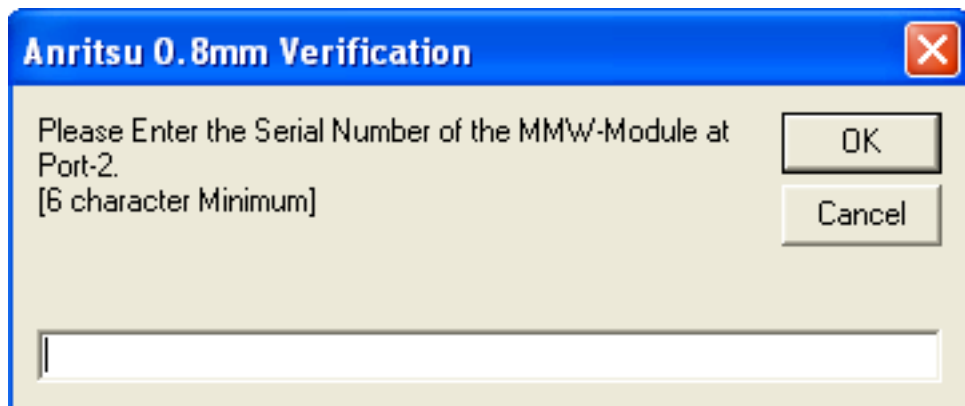 Anritsu 0.8mm Verification
Please Enter the Serial Number of the MMW-Module at
Port-2.
[6 character Minimum]
OK
Cancel